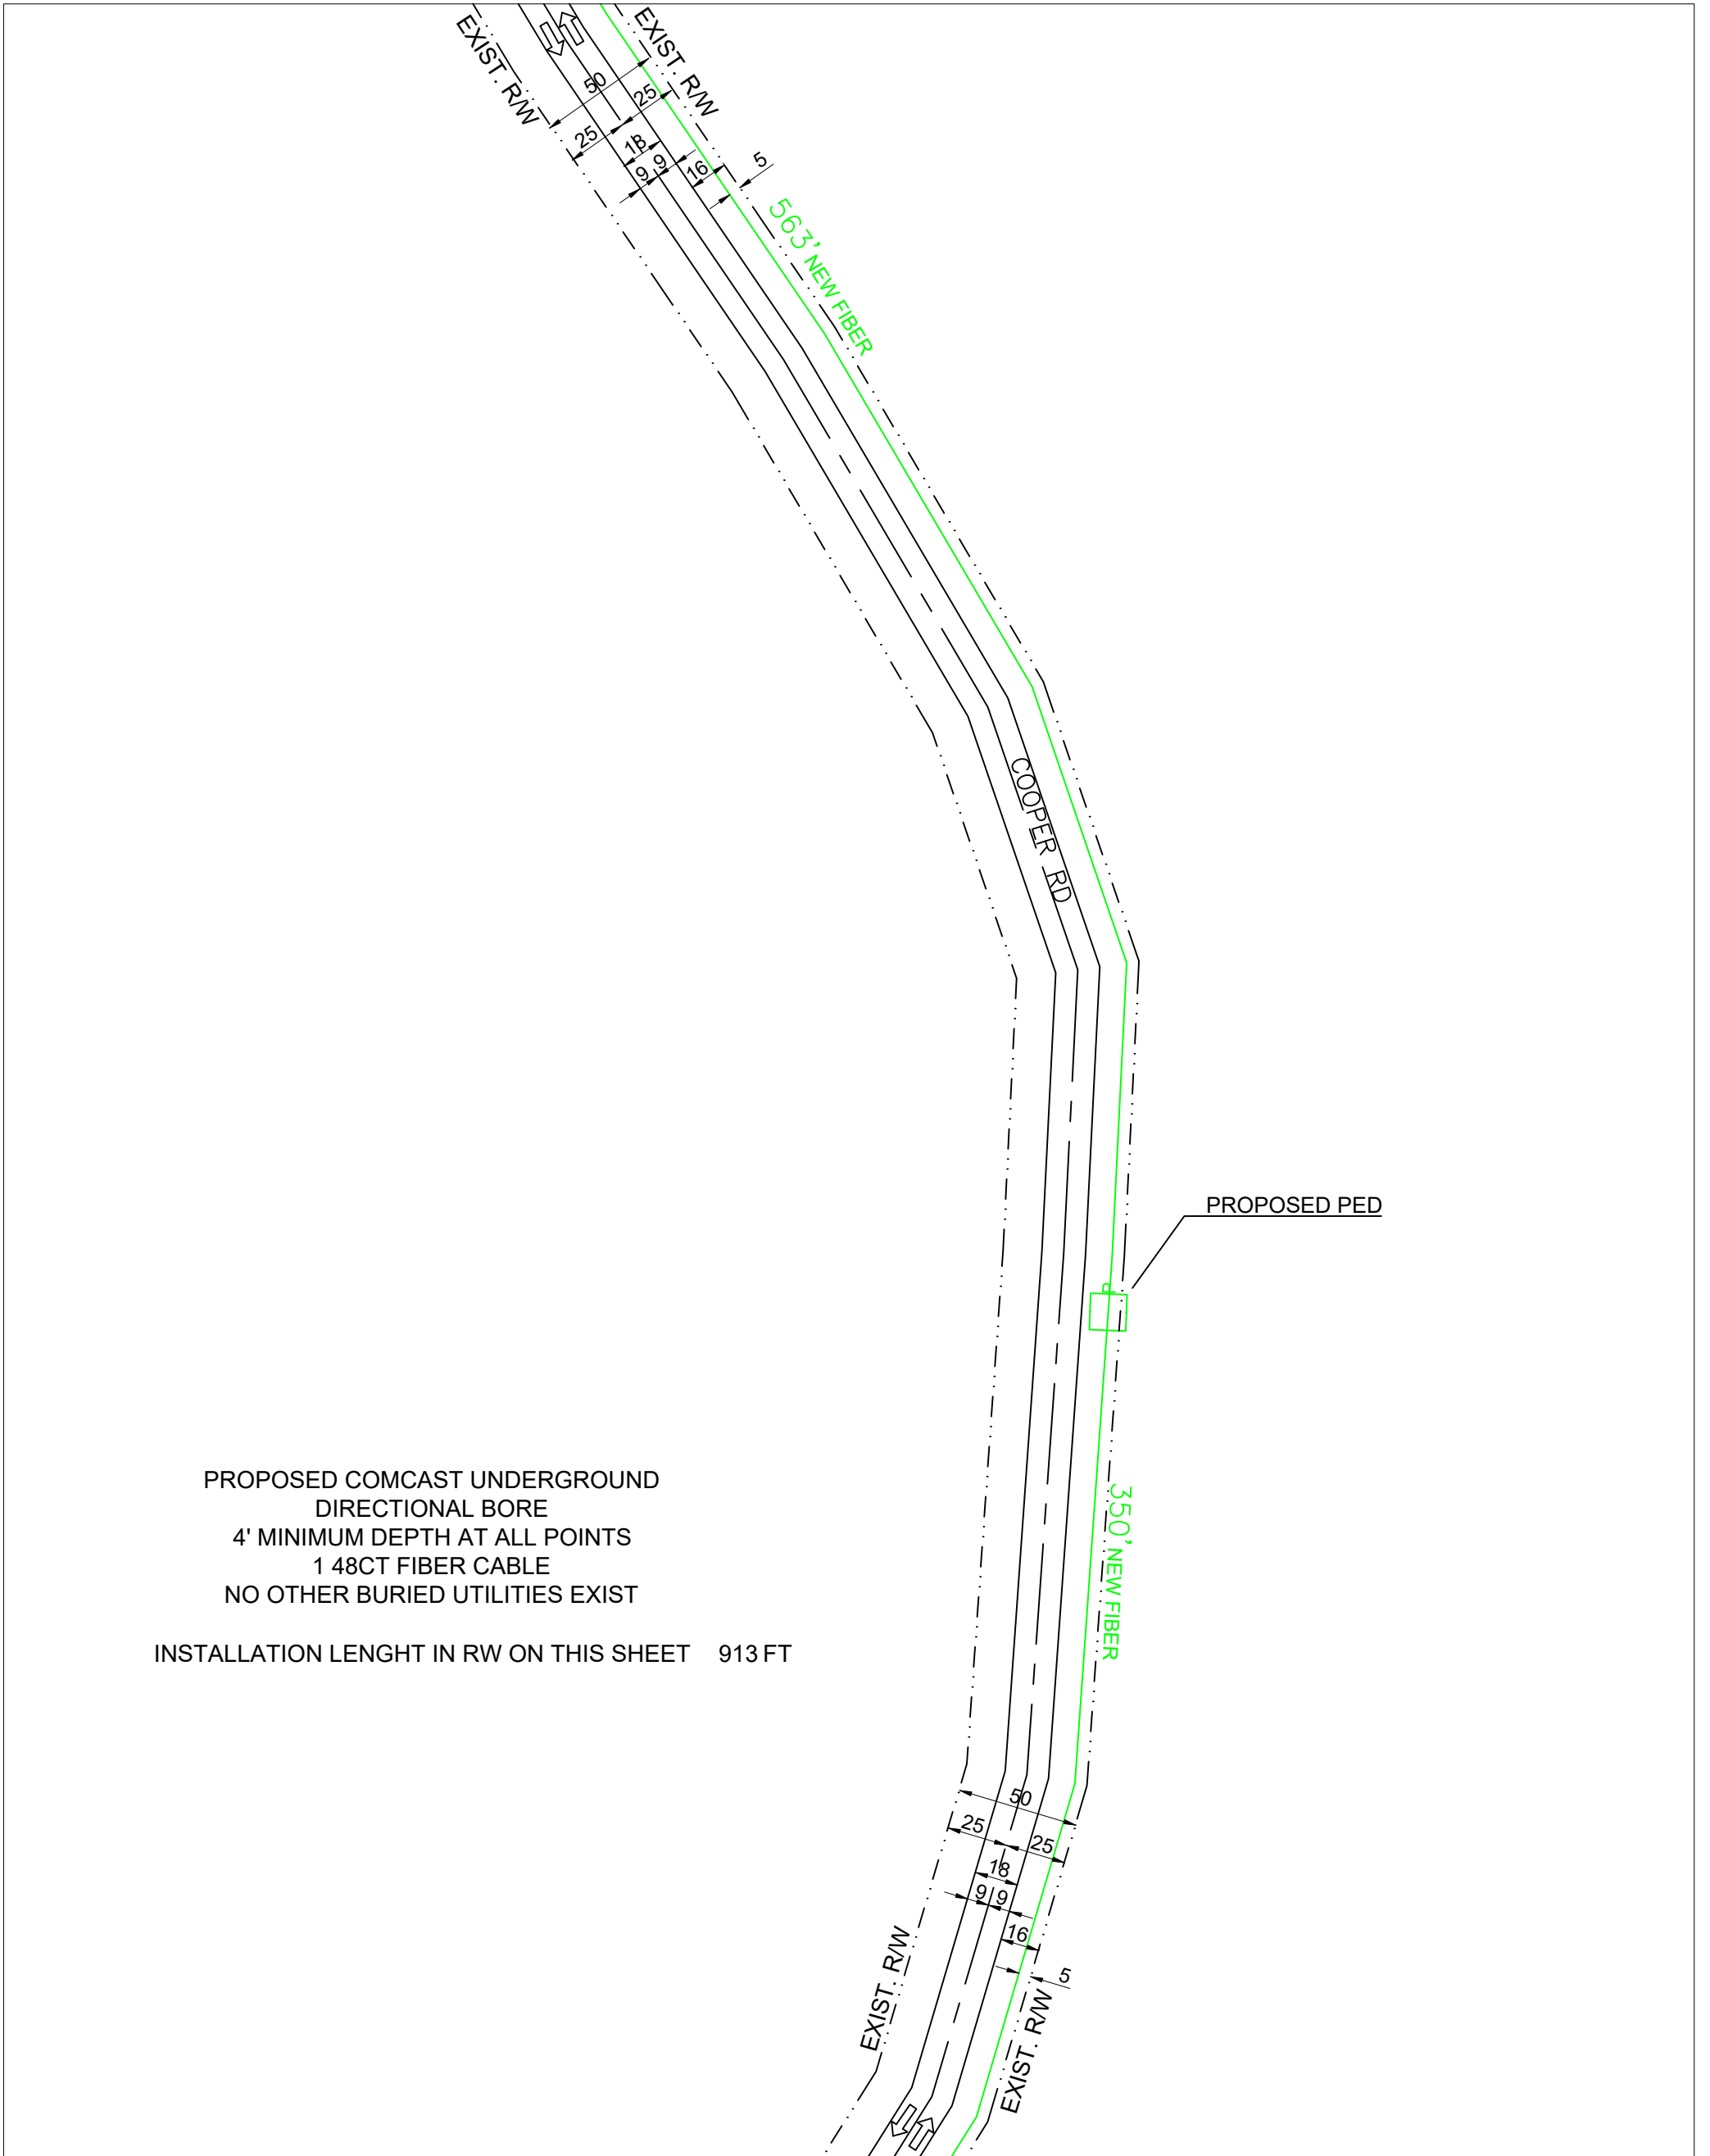 EXIST. R/W
EXIST. R/W
50
25
25
18
9
9
16
5
563' NEW FIBER
COOPER RD
PROPOSED PED
P
PROPOSED COMCAST UNDERGROUND
DIRECTIONAL BORE
4' MINIMUM DEPTH AT ALL POINTS
1 48CT FIBER CABLE
NO OTHER BURIED UTILITIES EXIST
INSTALLATION LENGHT IN RW ON THIS SHEET 913 FT
350' NEW FIBER
50
25
25
18
9
9
16
5
EXIST. R/W
EXIST. R/W